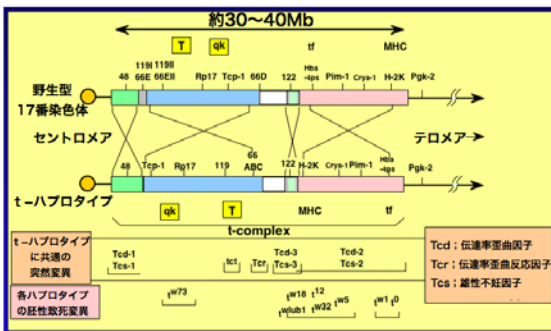 約30〜40Mb
T qk tf MHC
119I 119II
48 66E 66EII Rp17 Tcp-1 66D 122 Hba-4ps Pim-1 Crya-1 H-2K Pgk-2
野生型
17番染色体
セントロメア テロメア
48 Tcp-1 Rp17 119 66 ABC 122 H-2K Crya-1 Pim-1 Hba-4ps Pgk-2
t−ハプロタイプ
qk T MHC tf
t-complex
t−ハプロタイプ
に共通の
突然変異
Tcd-1 tct Tcr Tcd-3 Tcd-2
Tcs-1 Tcs-3 Tcs-2
Tcd;伝達率歪曲因子
Tcr;伝達率歪曲反応因子
Tcs;雄性不妊因子
各ハプロタイプ
の胚性致死変異
tw73 tw18 t12 tw5 tw1 t0
twlub1 tw32